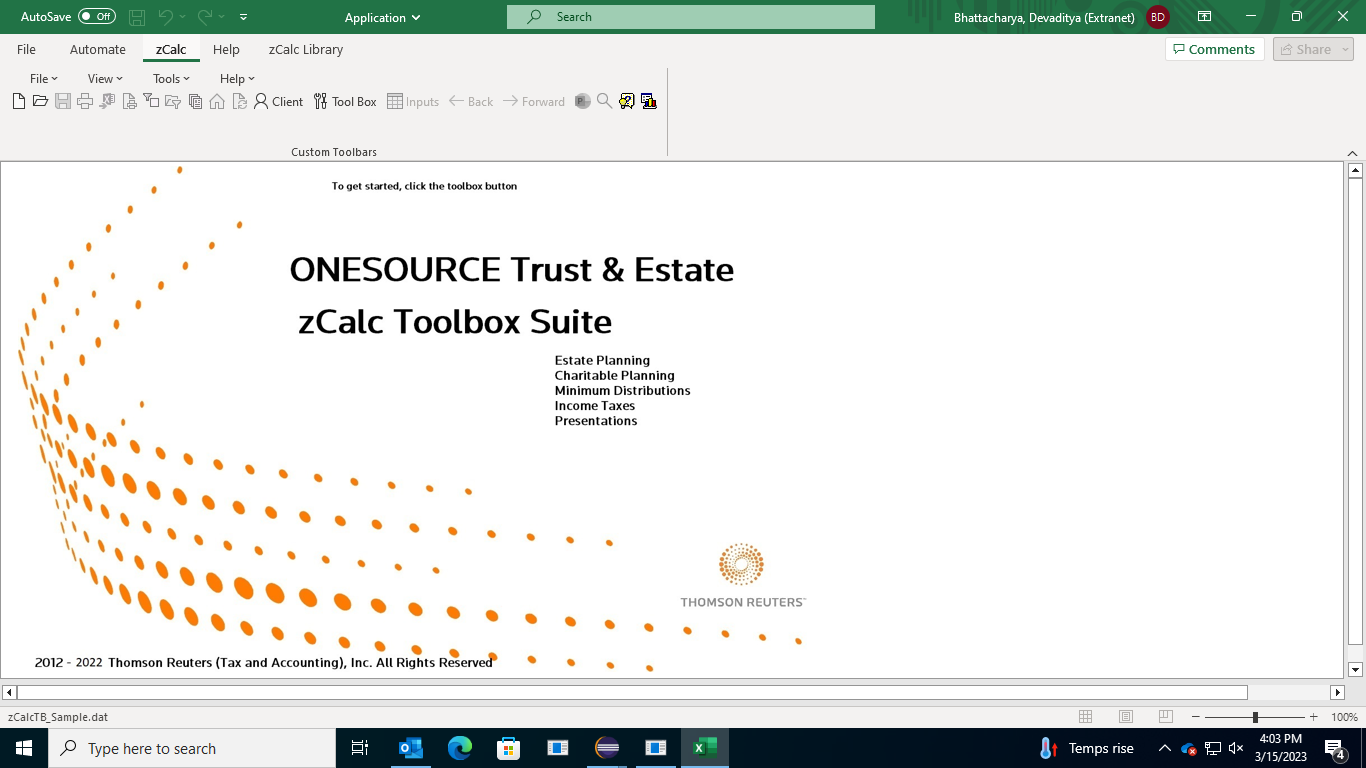 AutoSave Off Application Search Bhattacharya, Devaditya (Extranet) BD
File Automate zCalc Help zCalc Library Comments Share
File View Tools Help
Client Tool Box Inputs Back Forward
Custom Toolbars
To get started, click the toolbox button
ONESOURCE Trust & Estate
zCalc Toolbox Suite
Estate Planning
Charitable Planning
Minimum Distributions
Income Taxes
Presentations
THOMSON REUTERS™
2012 - 2022 Thomson Reuters (Tax and Accounting), Inc. All Rights Reserved
zCalcTB_Sample.dat 100%
Type here to search Temps rise 4:03 PM
3/15/2023 4